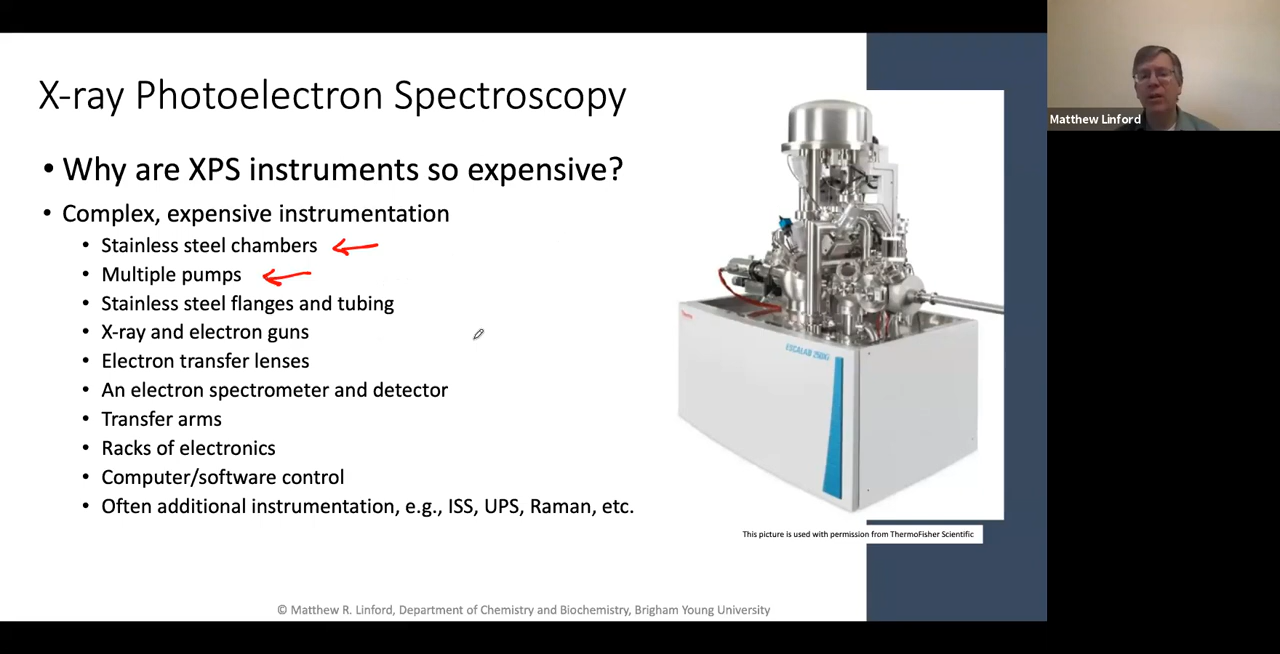 X-ray Photoelectron Spectroscopy
• Why are XPS instruments so expensive?
• Complex, expensive instrumentation
• Stainless steel chambers
• Multiple pumps
• Stainless steel flanges and tubing
• X-ray and electron guns
• Electron transfer lenses
• An electron spectrometer and detector
• Transfer arms
• Racks of electronics
• Computer/software control
• Often additional instrumentation, e.g., ISS, UPS, Raman, etc.
ESCALAB 250Xi
This picture is used with permission from ThermoFisher Scientific
© Matthew R. Linford, Department of Chemistry and Biochemistry, Brigham Young University
Matthew Linford